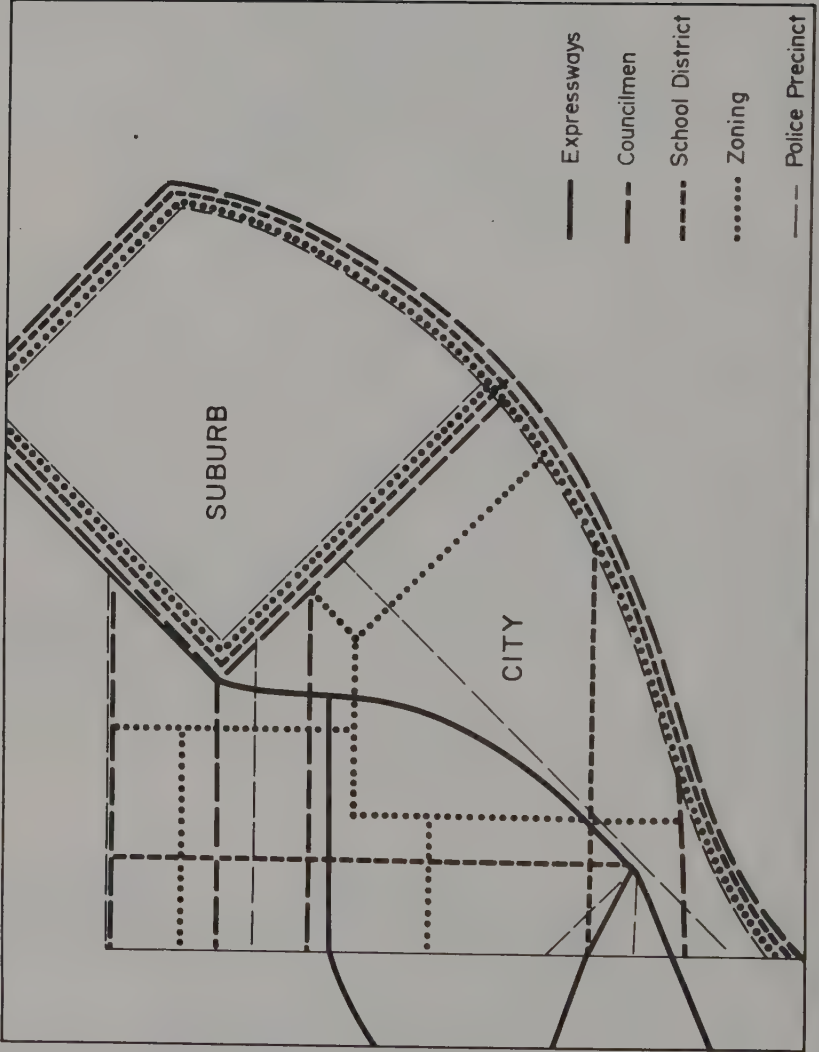 SUBURB
CITY
Expressways
Councilmen
School District
Zoning
Police Precinct